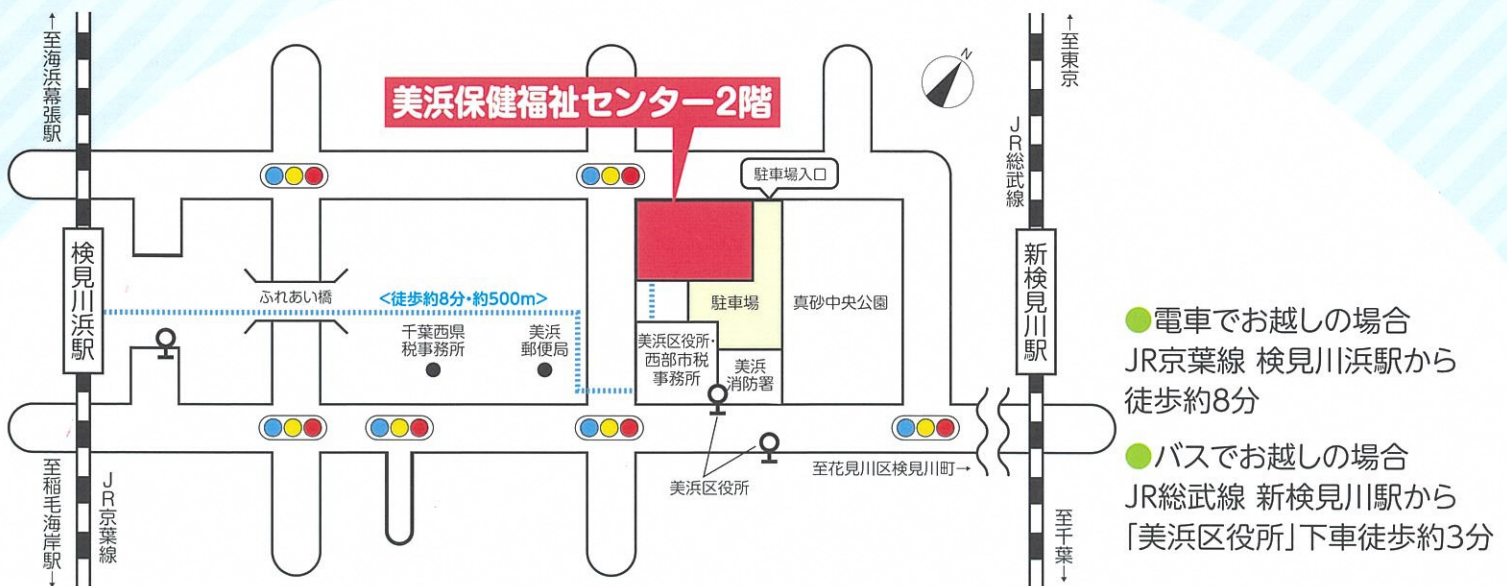 ↑至海浜幕張駅
↑至東京
N
美浜保健福祉センター2階
JR総武線
駐車場入口
検見川浜駅
新検見川駅
ふれあい橋
<徒歩約8分・約500m>
駐車場
真砂中央公園
千葉西県
税事務所
美浜
郵便局
美浜区役所・
西部市税
事務所
美浜
消防署
至花見川区検見川町→
美浜区役所
至稲毛海岸駅↓
JR京葉線
至千葉↓
●電車でお越しの場合
JR京葉線 検見川浜駅から
徒歩約8分
●バスでお越しの場合
JR総武線 新検見川駅から
「美浜区役所」下車徒歩約3分